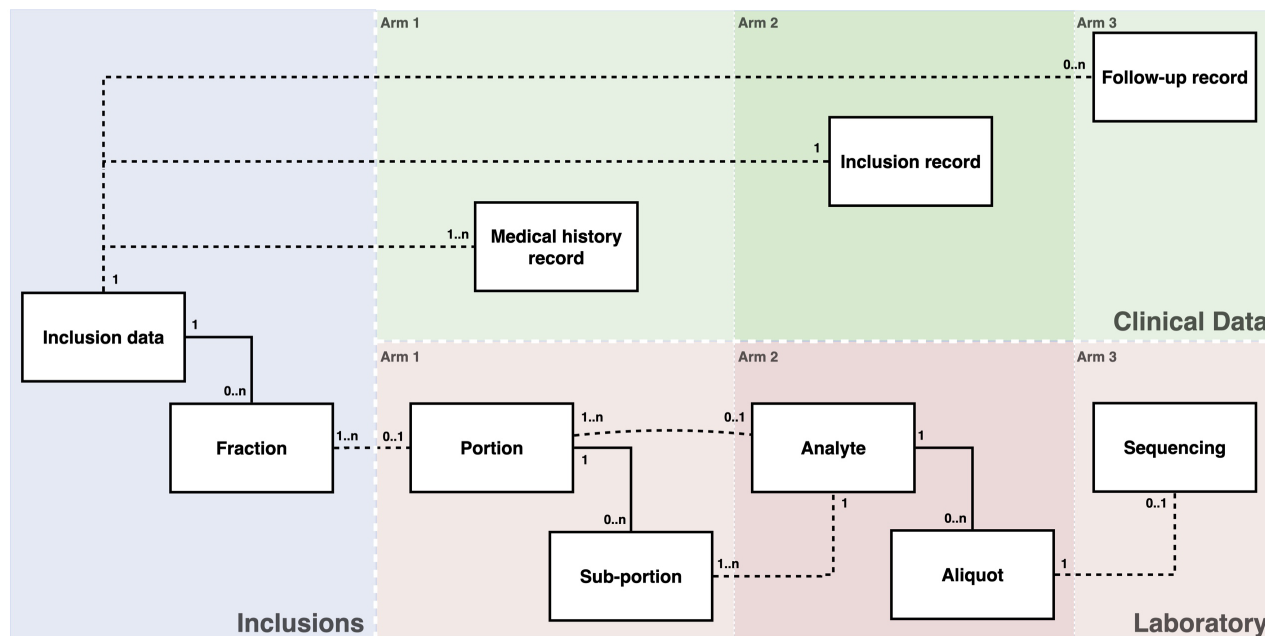 Arm 1
Arm 2
Arm 3
0..n
Follow-up record
1
Inclusion record
1..n
Medical history
record
1
Inclusion data
1
0..n
Clinical Data
Arm 1
Arm 2
Arm 3
Fraction
1..n
0..1
Portion
1..n
0..1
1
Analyte
1
Sequencing
0..n
1
0..n
0..1
Sub-portion
1..n
Aliquot
1
Inclusions
Laboratory